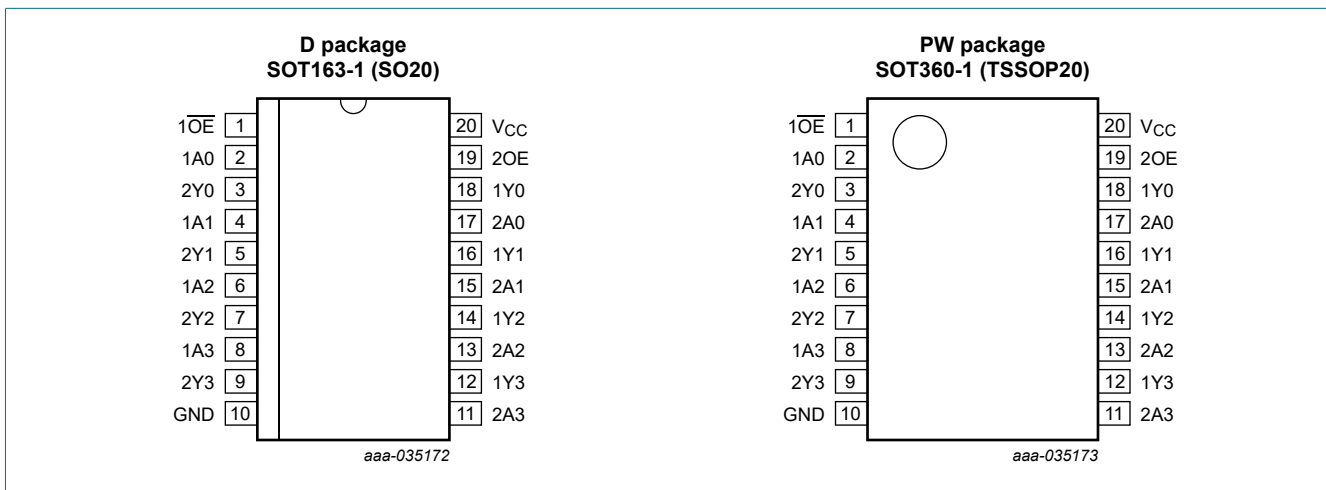 D package
SOT163-1 (SO20)
1O̅E̅ 1 20 VCC
1A0 2 19 2OE
2Y0 3 18 1Y0
1A1 4 17 2A0
2Y1 5 16 1Y1
1A2 6 15 2A1
2Y2 7 14 1Y2
1A3 8 13 2A2
2Y3 9 12 1Y3
GND 10 11 2A3
aaa-035172
PW package
SOT360-1 (TSSOP20)
1O̅E̅ 1 20 VCC
1A0 2 19 2OE
2Y0 3 18 1Y0
1A1 4 17 2A0
2Y1 5 16 1Y1
1A2 6 15 2A1
2Y2 7 14 1Y2
1A3 8 13 2A2
2Y3 9 12 1Y3
GND 10 11 2A3
aaa-035173